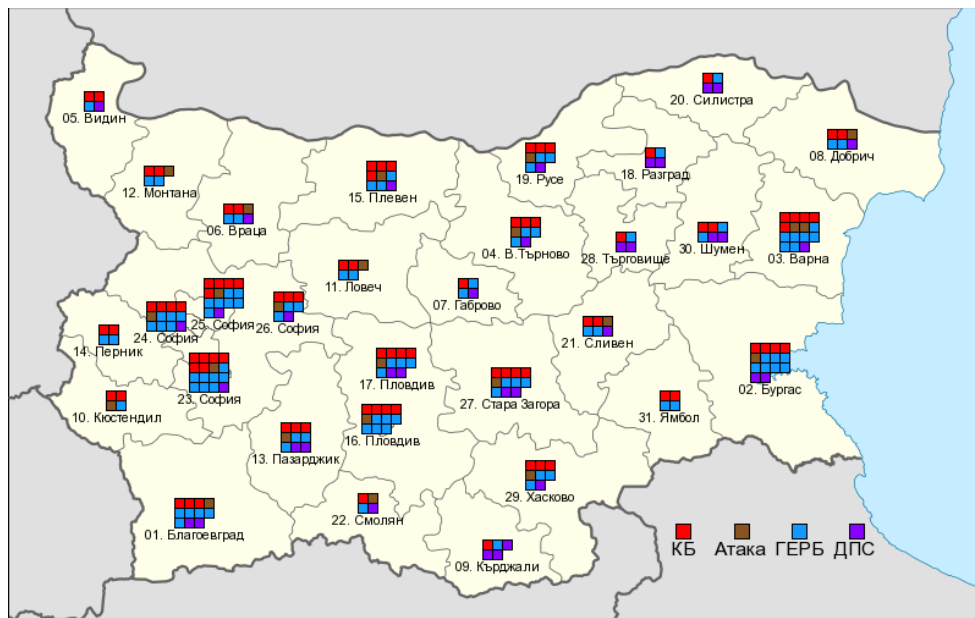 20. Силистра
05. Видин
08. Добрич
18. Разград
19. Русе
12. Монтана
15. Плевен
06. Враца
04. В.Търново
28. Търговище
30. Шумен
03. Варна
11. Ловеч
07. Габрово
25. София
26. София
24. София
21. Сливен
14. Перник
17. Пловдив
02. Бургас
23. София
27. Стара Загора
10. Кюстендил
31. Ямбол
16. Пловдив
13. Пазарджик
29. Хасково
22. Смолян
01. Благоевград
КБ Атака ГЕРБ ДПС
09. Кърджали